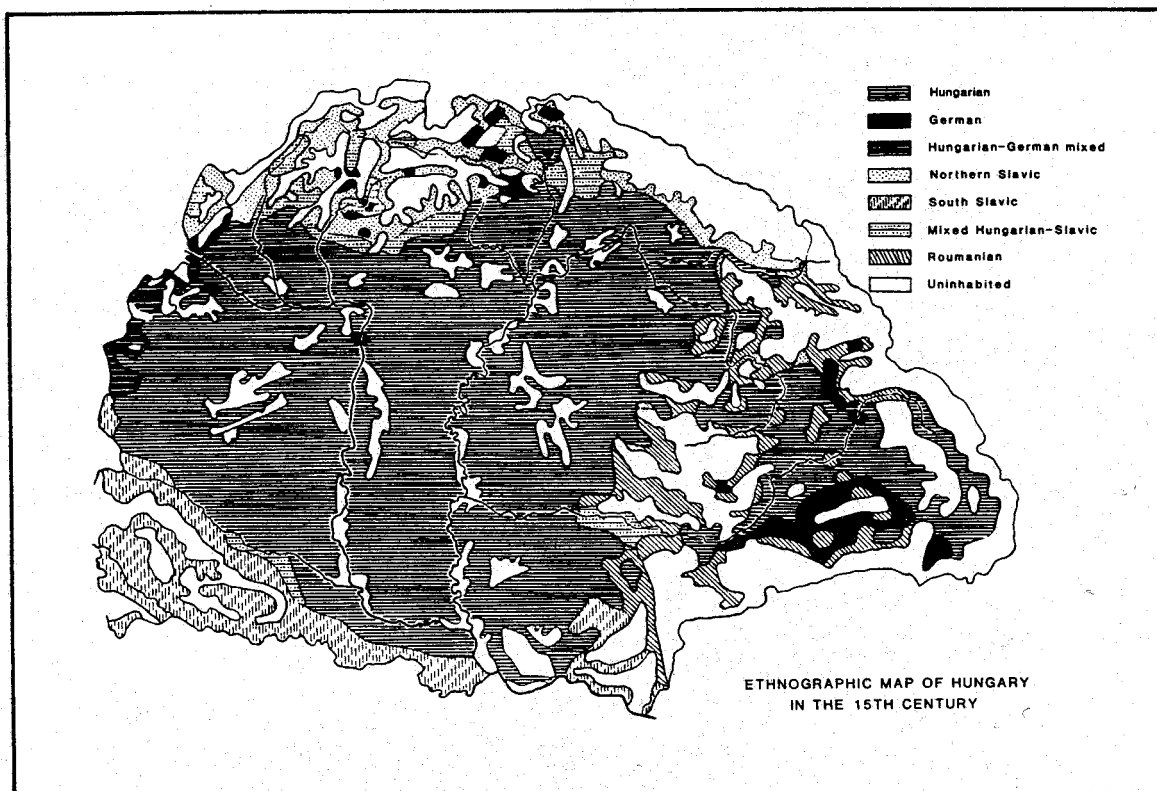 Hungarian
German
Hungarian-German mixed
Northern Slavic
South Slavic
Mixed Hungarian-Slavic
Roumanian
Uninhabited
ETHNOGRAPHIC MAP OF HUNGARY
IN THE 15TH CENTURY